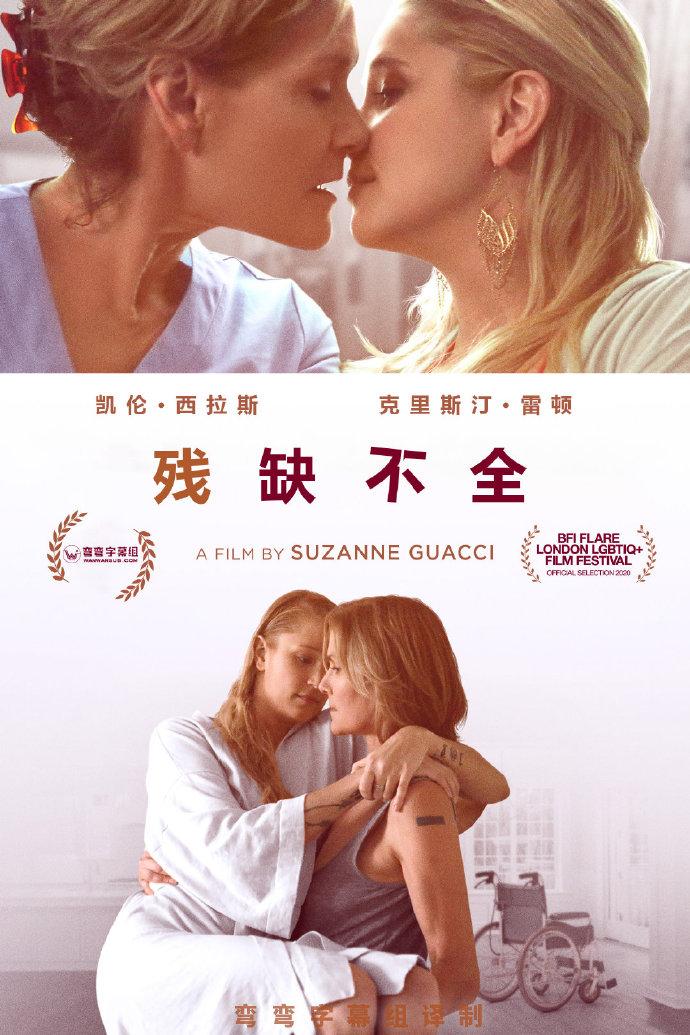 凯伦·西拉斯 克里斯汀·雷顿
残缺不全
弯弯字幕组
WANWANSUB.COM
A FILM BY SUZANNE GUACCI
BFI FLARE
LONDON LGBTIQ+
FILM FESTIVAL
OFFICIAL SELECTION 2020
弯弯字幕组译制